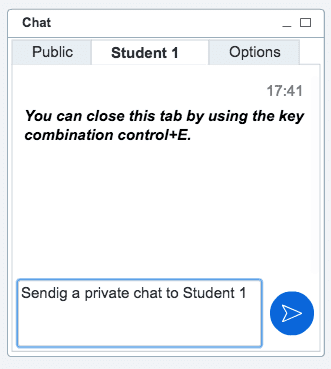 Chat
Public Student 1 Options
17:41
You can close this tab by using the key
combination control+E.
Sendig a private chat to Student 1